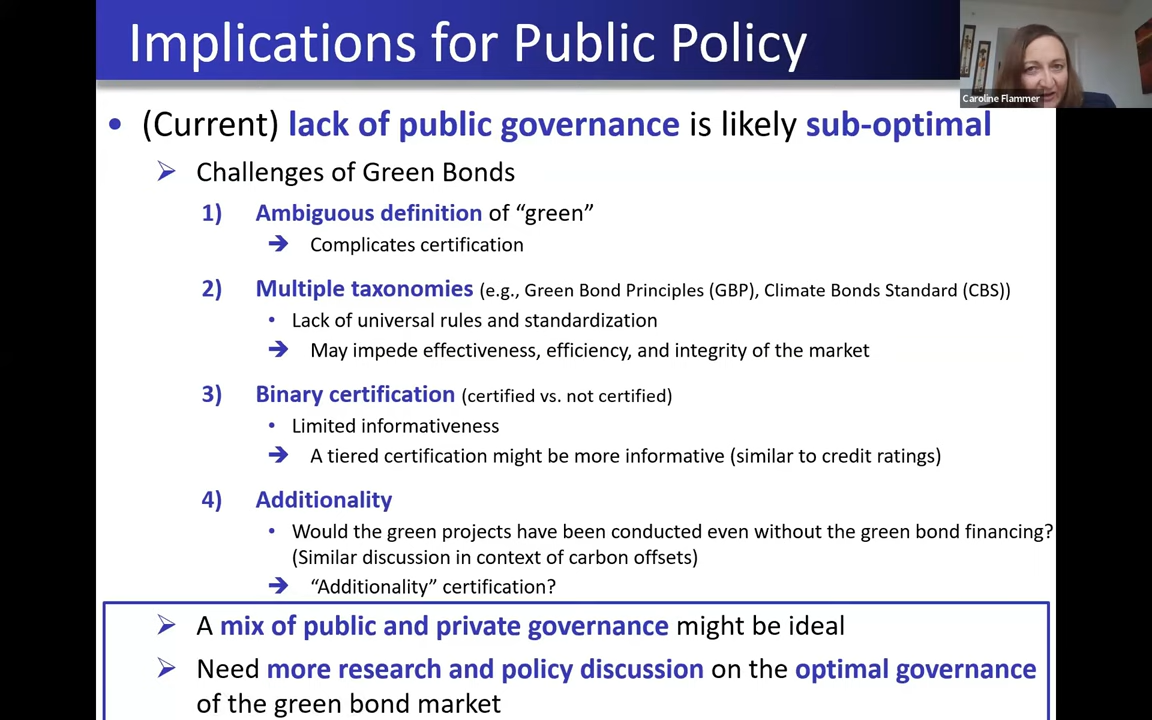 Implications for Public Policy
Caroline Flammer
• (Current) lack of public governance is likely sub-optimal
➢ Challenges of Green Bonds
1) Ambiguous definition of “green”
➔ Complicates certification
2) Multiple taxonomies (e.g., Green Bond Principles (GBP), Climate Bonds Standard (CBS))
• Lack of universal rules and standardization
➔ May impede effectiveness, efficiency, and integrity of the market
3) Binary certification (certified vs. not certified)
• Limited informativeness
➔ A tiered certification might be more informative (similar to credit ratings)
4) Additionality
• Would the green projects have been conducted even without the green bond financing?
(Similar discussion in context of carbon offsets)
➔ “Additionality” certification?
➢ A mix of public and private governance might be ideal
➢ Need more research and policy discussion on the optimal governance
of the green bond market